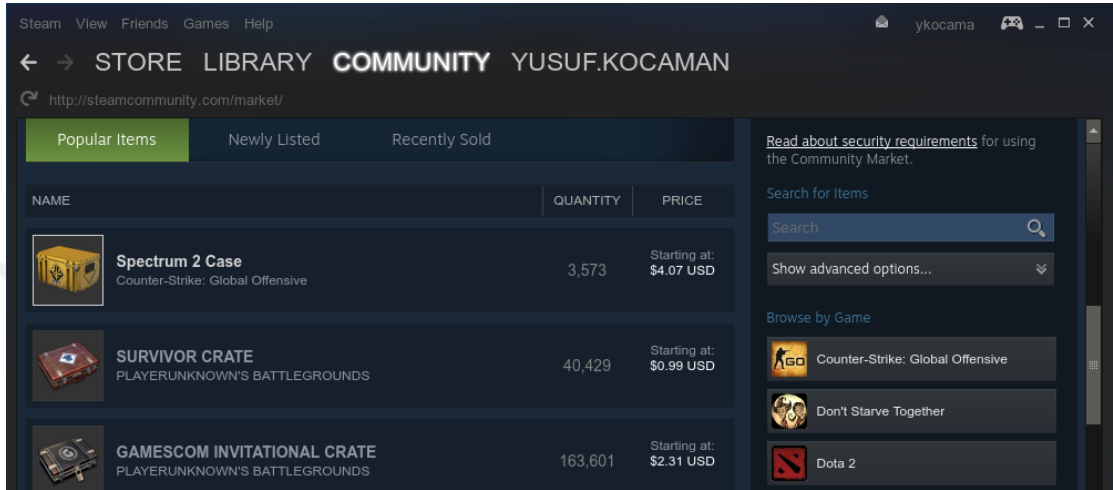 Steam View Friends Games Help
ykocama
STORE LIBRARY COMMUNITY YUSUF.KOCAMAN
http://steamcommunity.com/market/
Popular Items Newly Listed Recently Sold
NAME QUANTITY PRICE
Spectrum 2 Case
Counter-Strike: Global Offensive
3,573
Starting at:
$4.07 USD
SURVIVOR CRATE
PLAYERUNKNOWN'S BATTLEGROUNDS
40,429
Starting at:
$0.99 USD
GAMESCOM INVITATIONAL CRATE
PLAYERUNKNOWN'S BATTLEGROUNDS
163,601
Starting at:
$2.31 USD
Read about security requirements for using
the Community Market.
Search for Items
Search
Show advanced options...
Browse by Game
GO
Counter-Strike: Global Offensive
Don't Starve Together
Dota 2